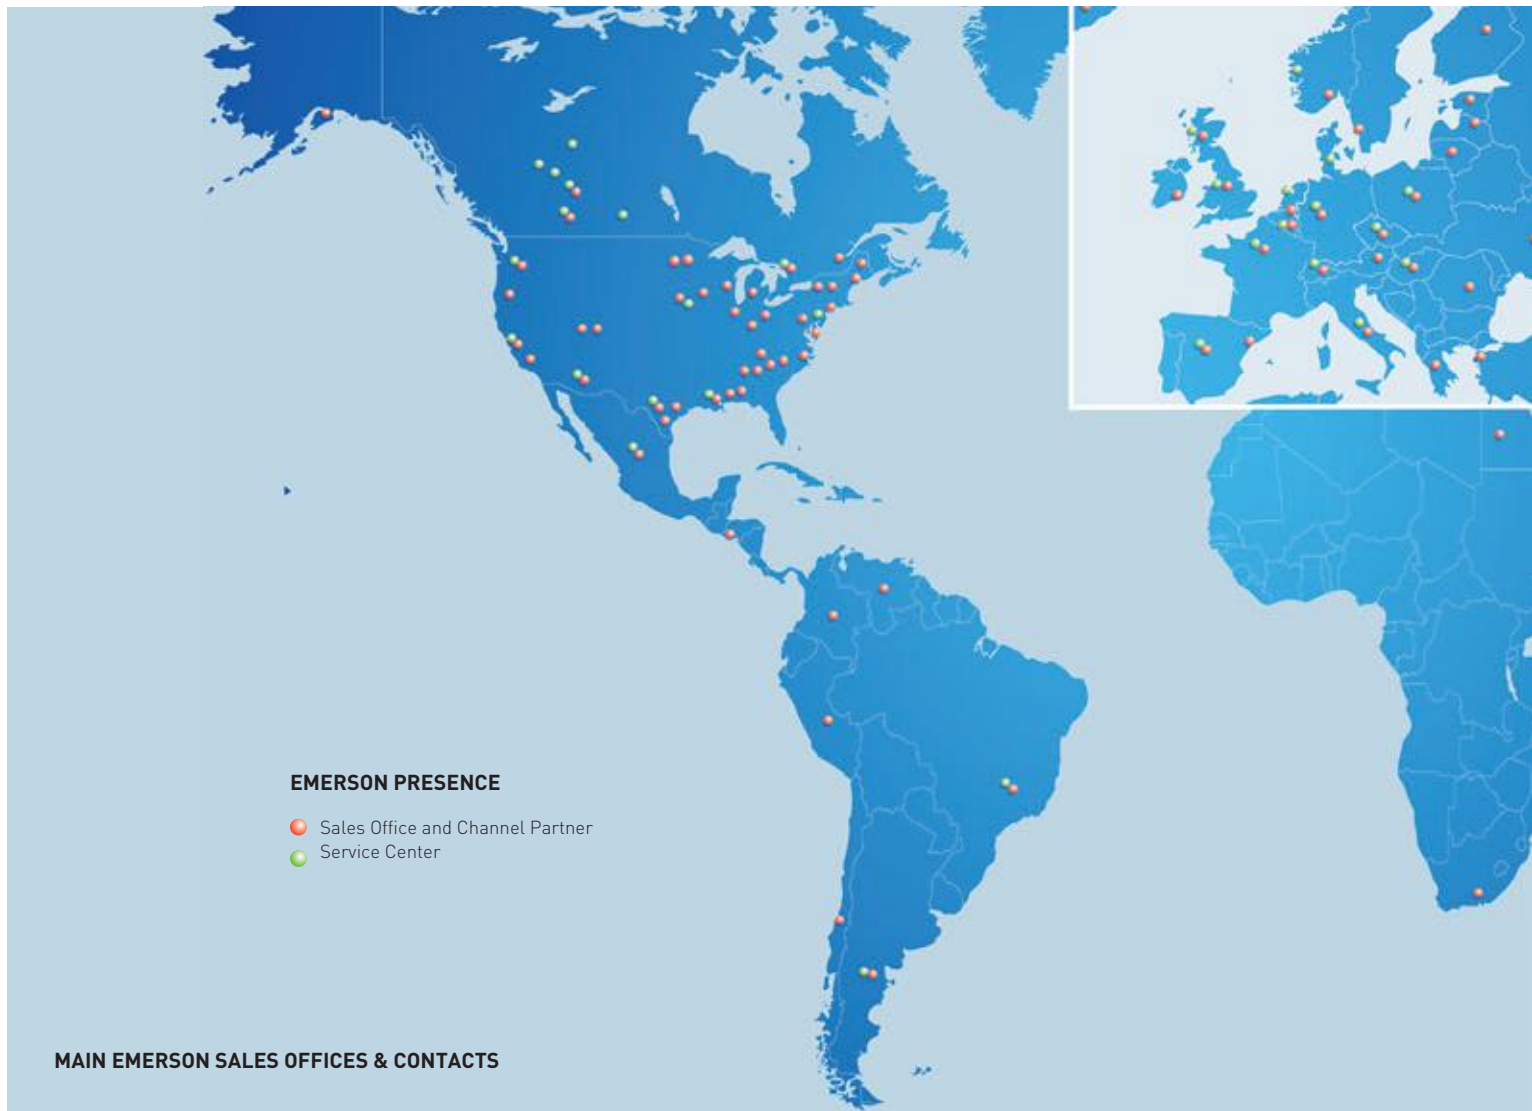 EMERSON PRESENCE
Sales Office and Channel Partner
Service Center
MAIN EMERSON SALES OFFICES & CONTACTS